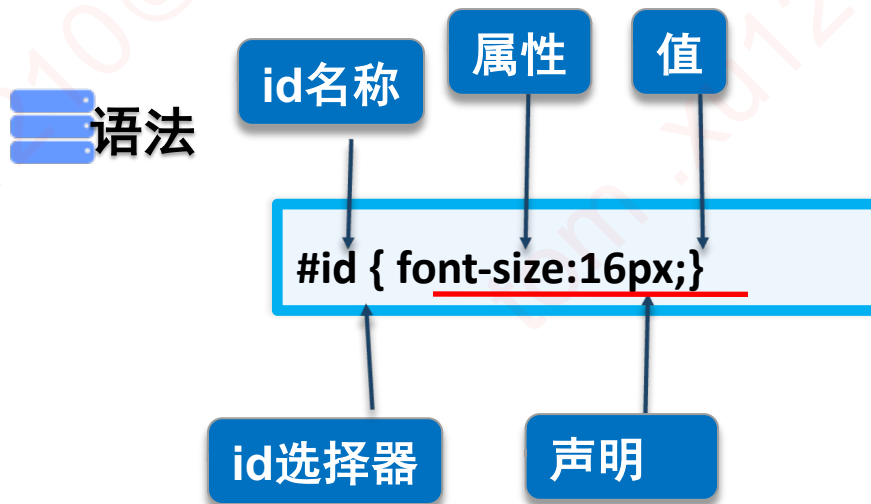 属性
值
id名称
语法
#id { font-size:16px;}
id选择器
声明